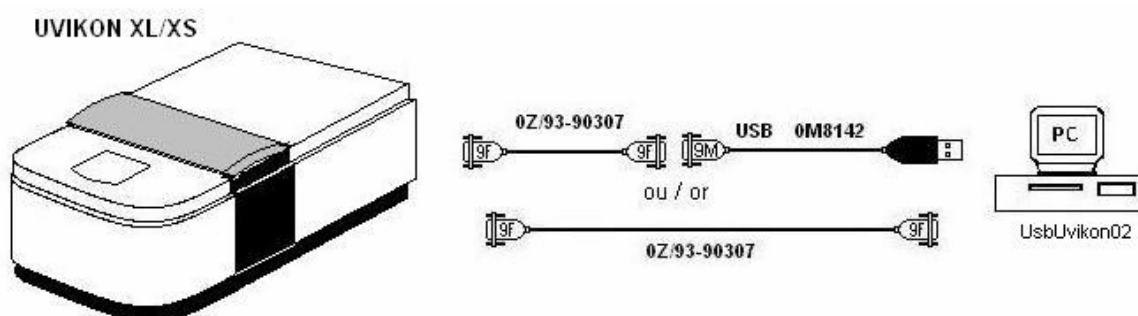 UVIKON XL/XS
0Z/93-90307
USB 0M8142
9F
9F
9M
PC
ou / or
9F
9F
0Z/93-90307
UsbUvikon02